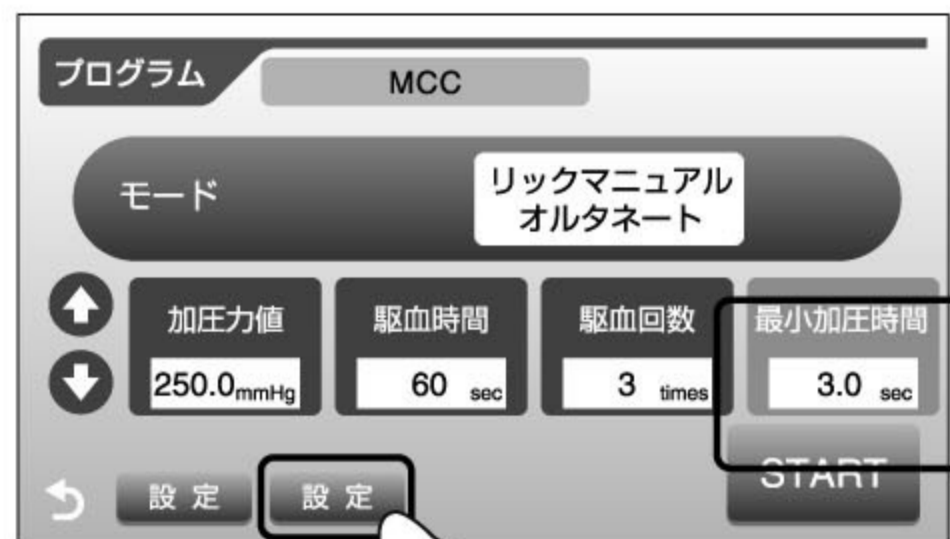 プログラム
MCC
モード
リックマニュアル
オルタネート
加圧力値
駆血時間
駆血回数
最小加圧時間
250.0mmHg
60 sec
3 times
3.0 sec
設定
設定
START